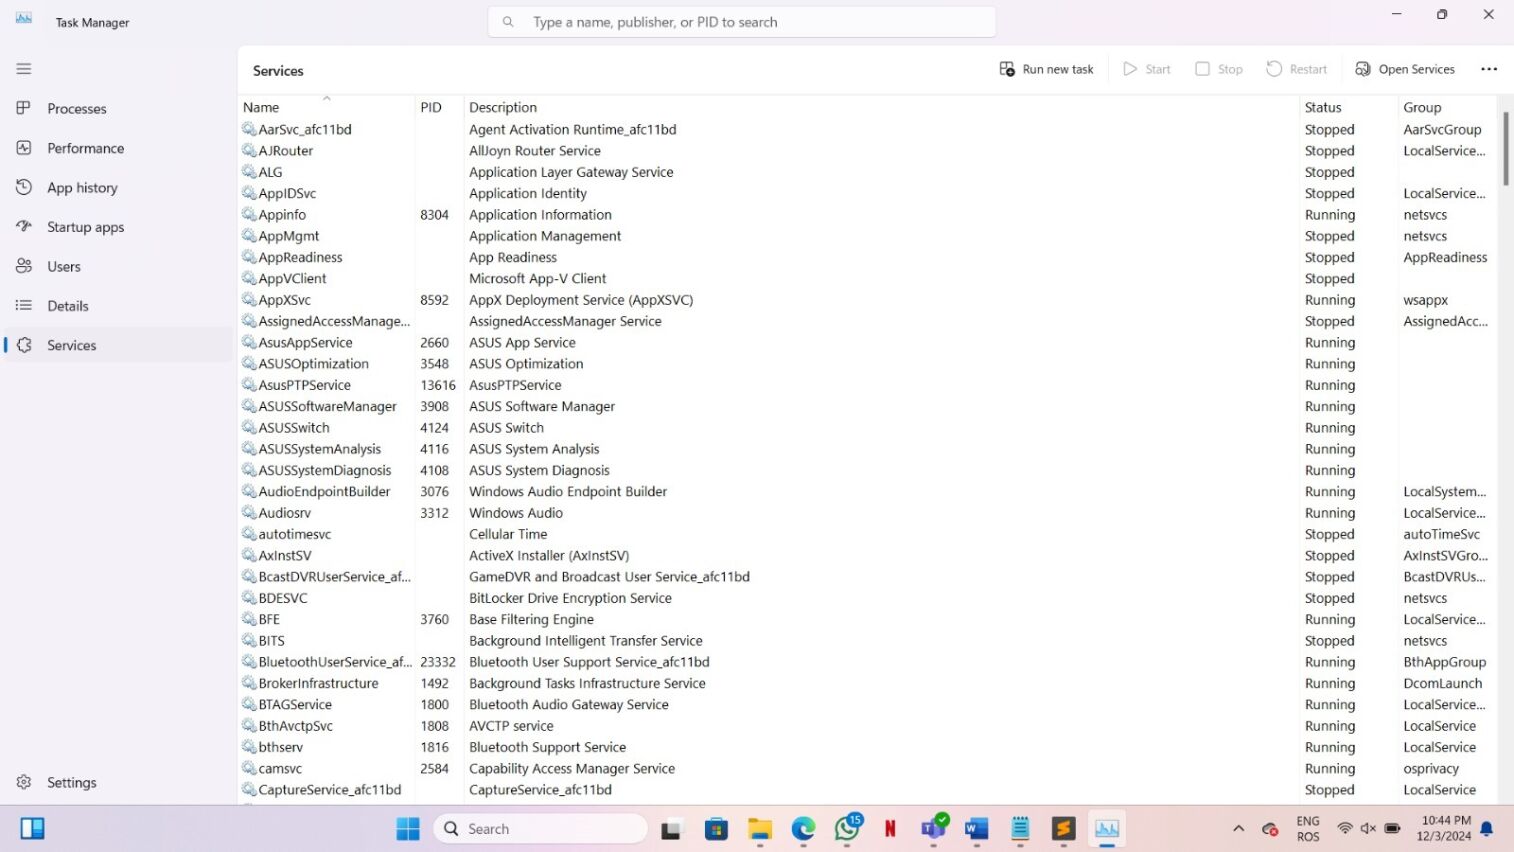 Task Manager
Type a name, publisher, or PID to search
Services
Run new task
Start
Stop
Restart
Open Services
Processes
Performance
App history
Startup apps
Users
Details
Services
Settings
Name PID Description Status Group
AarSvc_afc11bd Agent Activation Runtime_afc11bd Stopped AarSvcGroup
AJRouter AllJoyn Router Service Stopped LocalService...
ALG Application Layer Gateway Service Stopped
AppIDSvc Application Identity Stopped LocalService...
Appinfo 8304 Application Information Running netsvcs
AppMgmt Application Management Stopped netsvcs
AppReadiness App Readiness Stopped AppReadiness
AppVClient Microsoft App-V Client Stopped
AppXSvc 8592 AppX Deployment Service (AppXSVC) Running wsappx
AssignedAccessManage... AssignedAccessManager Service Stopped AssignedAcc...
AsusAppService 2660 ASUS App Service Running
ASUSOptimization 3548 ASUS Optimization Running
AsusPTPService 13616 AsusPTPService Running
ASUSSoftwareManager 3908 ASUS Software Manager Running
ASUSSwitch 4124 ASUS Switch Running
ASUSSystemAnalysis 4116 ASUS System Analysis Running
ASUSSystemDiagnosis 4108 ASUS System Diagnosis Running
AudioEndpointBuilder 3076 Windows Audio Endpoint Builder Running LocalSystem...
Audiosrv 3312 Windows Audio Running LocalService...
autotimesvc Cellular Time Stopped autoTimeSvc
AxInstSV ActiveX Installer (AxInstSV) Stopped AxInstSVGro...
BcastDVRUserService_af... GameDVR and Broadcast User Service_afc11bd Stopped BcastDVRUs...
BDESVC BitLocker Drive Encryption Service Stopped netsvcs
BFE 3760 Base Filtering Engine Running LocalService...
BITS Background Intelligent Transfer Service Stopped netsvcs
BluetoothUserService_af... 23332 Bluetooth User Support Service_afc11bd Running BthAppGroup
BrokerInfrastructure 1492 Background Tasks Infrastructure Service Running DcomLaunch
BTAGService 1800 Bluetooth Audio Gateway Service Running LocalService...
BthAvctpSvc 1808 AVCTP service Running LocalService
bthserv 1816 Bluetooth Support Service Running LocalService
camsvc 2584 Capability Access Manager Service Running osprivacy
CaptureService_afc11bd CaptureService_afc11bd Stopped LocalService
Search
15
N
W
ENG
ROS
10:44 PM
12/3/2024